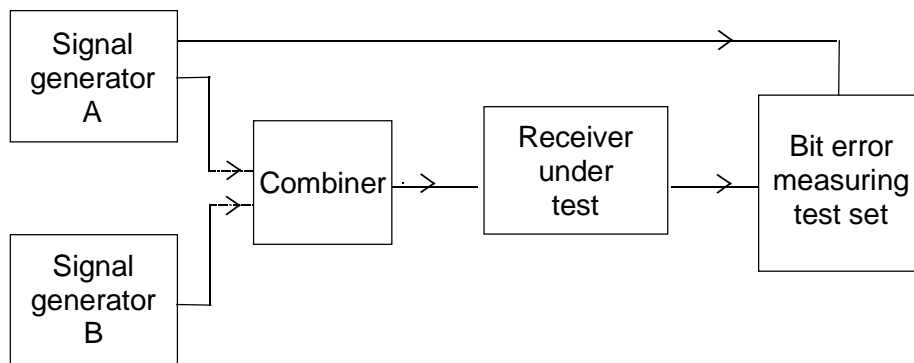 Signal
generator
A
Combiner
Receiver
under
test
Bit error
measuring
test set
Signal
generator
B